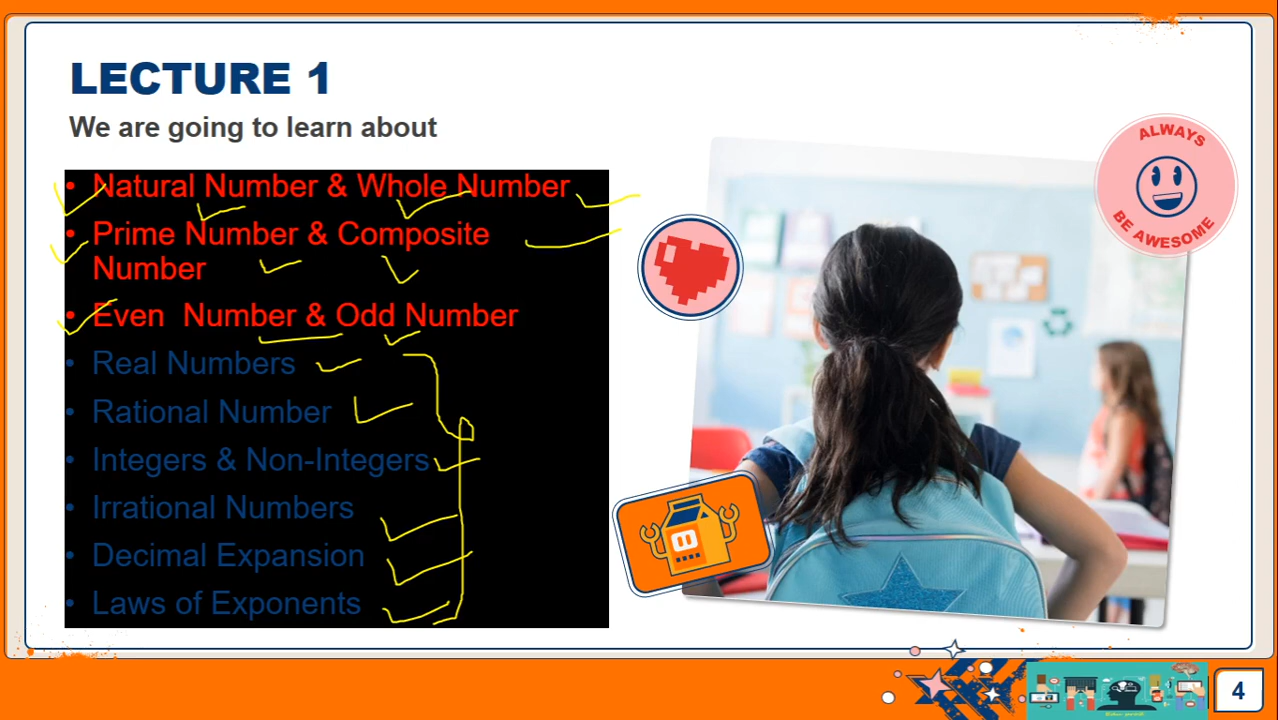 LECTURE 1
We are going to learn about
• Natural Number & Whole Number
• Prime Number & Composite
Number
• Even Number & Odd Number
• Real Numbers
• Rational Number
• Integers & Non-Integers
• Irrational Numbers
• Decimal Expansion
• Laws of Exponents
ALWAYS
BE AWESOME
4